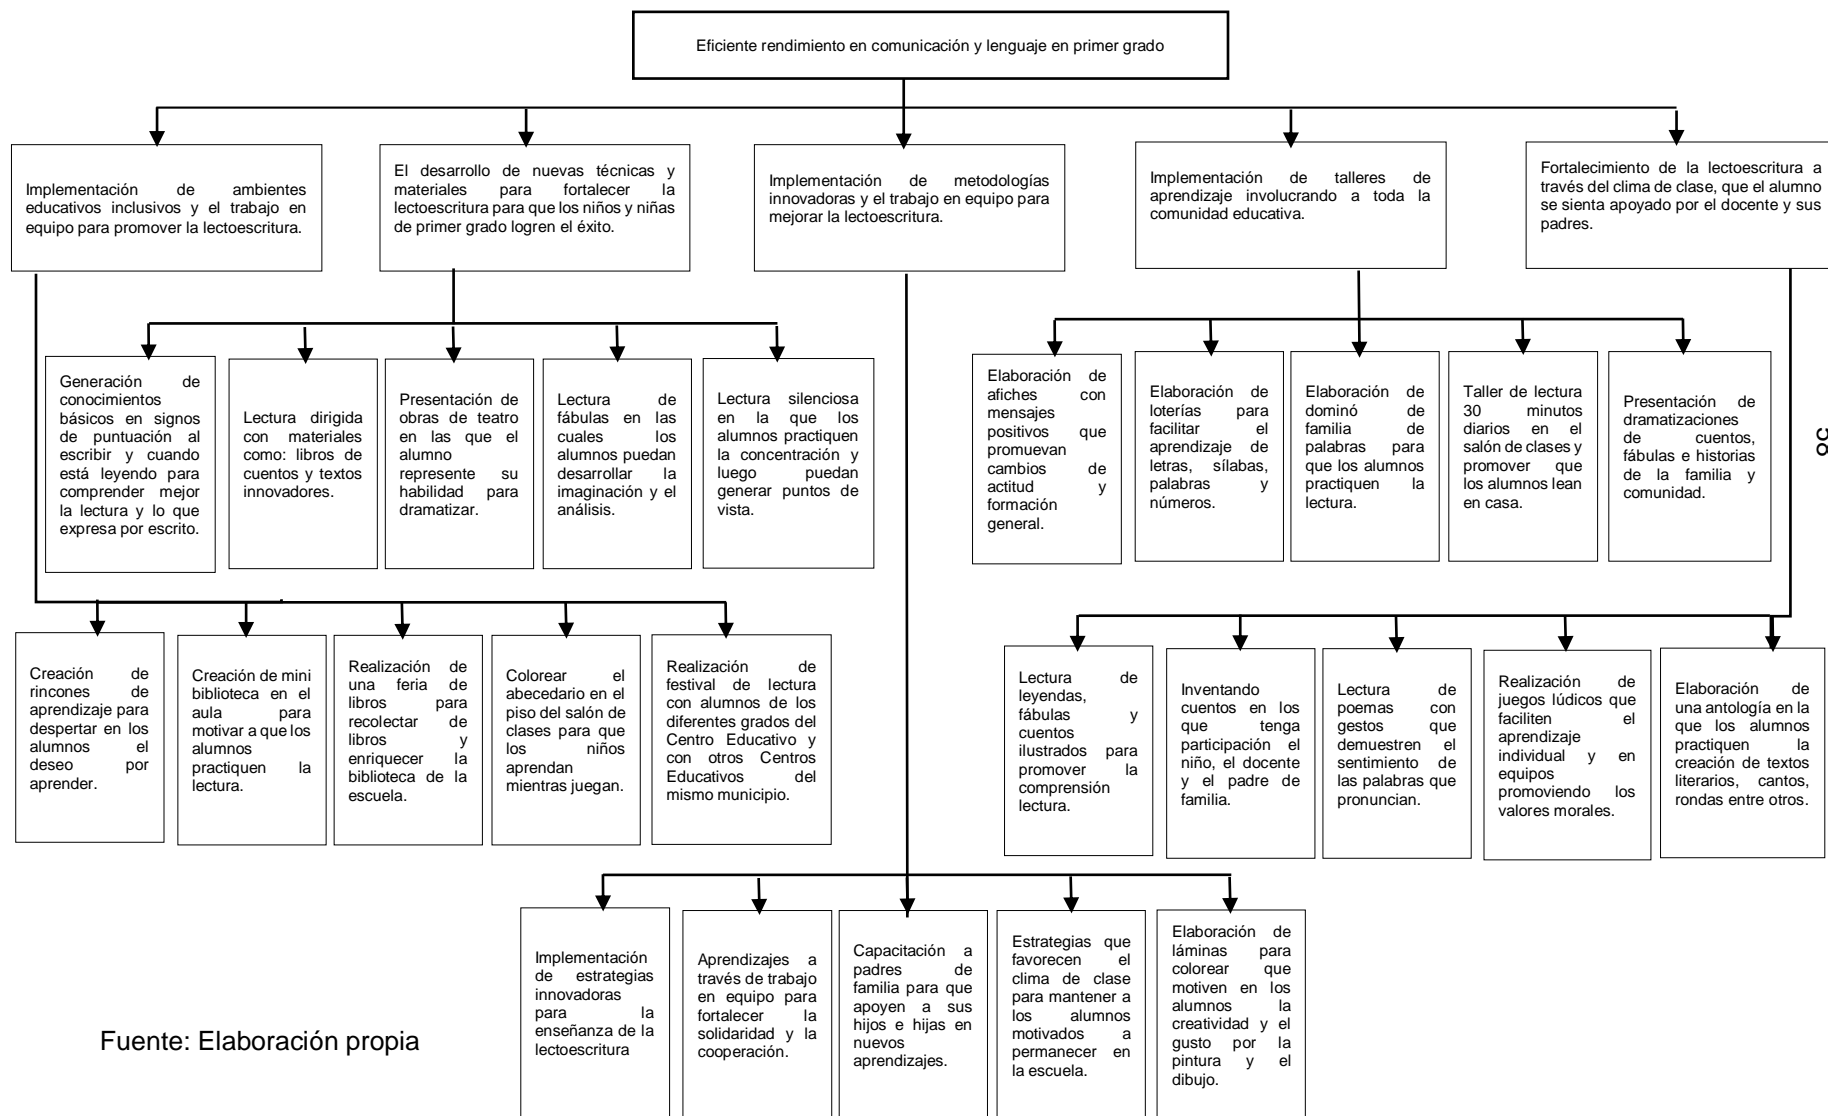 Eficiente rendimiento en comunicación y lenguaje en primer grado
Implementación de ambientes
educativos inclusivos y el trabajo en
equipo para promover la lectoescritura.
El desarrollo de nuevas técnicas y
materiales para fortalecer la
lectoescritura para que los niños y niñas
de primer grado logren el éxito.
Implementación de metodologías
innovadoras y el trabajo en equipo para
mejorar la lectoescritura.
Implementación de talleres de
aprendizaje involucrando a toda la
comunidad educativa.
Fortalecimiento de la lectoescritura a
través del clima de clase, que el alumno
se sienta apoyado por el docente y sus
padres.
Generación de
conocimientos
básicos en signos
de puntuación al
escribir y cuando
está leyendo para
comprender mejor
la lectura y lo que
expresa por escrito.
Lectura dirigida
con materiales
como: libros de
cuentos y textos
innovadores.
Presentación de
obras de teatro
en las que el
alumno
represente su
habilidad para
dramatizar.
Lectura de
fábulas en las
cuales los
alumnos puedan
desarrollar la
imaginación y el
análisis.
Lectura silenciosa
en la que los
alumnos practiquen
la concentración y
luego puedan
generar puntos de
vista.
Elaboración de
afiches con
mensajes
positivos que
promuevan
cambios de
actitud y
formación
general.
Elaboración de
loterías para
facilitar el
aprendizaje de
letras, sílabas,
palabras y
números.
Elaboración de
dominó de
familia de
palabras para
que los alumnos
practiquen la
lectura.
Taller de lectura
30 minutos
diarios en el
salón de clases y
promover que
los alumnos lean
en casa.
Presentación de
dramatizaciones
de cuentos,
fábulas e historias
de la familia y
comunidad.
Creación de
rincones de
aprendizaje para
despertar en los
alumnos el
deseo por
aprender.
Creación de mini
biblioteca en el
aula para
motivar a que los
alumnos
practiquen la
lectura.
Realización de
una feria de
libros para
recolectar de
libros y
enriquecer la
biblioteca de la
escuela.
Colorear el
abecedario en el
piso del salón de
clases para que
los niños
aprendan
mientras juegan.
Realización de
festival de lectura
con alumnos de los
diferentes grados del
Centro Educativo y
con otros Centros
Educativos del
mismo municipio.
Lectura de
leyendas,
fábulas y
cuentos
ilustrados para
promover la
comprensión
lectura.
Inventando
cuentos en los
que tenga
participación el
niño, el docente
y el padre de
familia.
Lectura de
poemas con
gestos que
demuestren el
sentimiento de
las palabras que
pronuncian.
Realización de
juegos lúdicos que
faciliten el
aprendizaje
individual y en
equipos
promoviendo los
valores morales.
Elaboración de
una antología en la
que los alumnos
practiquen la
creación de textos
literarios, cantos,
rondas entre otros.
Implementación
de estrategias
innovadoras
para la
enseñanza de la
lectoescritura
Aprendizajes a
través de trabajo
en equipo para
fortalecer la
solidaridad y la
cooperación.
Capacitación a
padres de
familia para que
apoyen a sus
hijos e hijas en
nuevos
aprendizajes.
Estrategias que
favorecen el
clima de clase
para mantener a
los alumnos
motivados a
permanecer en
la escuela.
Elaboración de
láminas para
colorear que
motiven en los
alumnos la
creatividad y el
gusto por la
pintura y el
dibujo.
Fuente: Elaboración propia